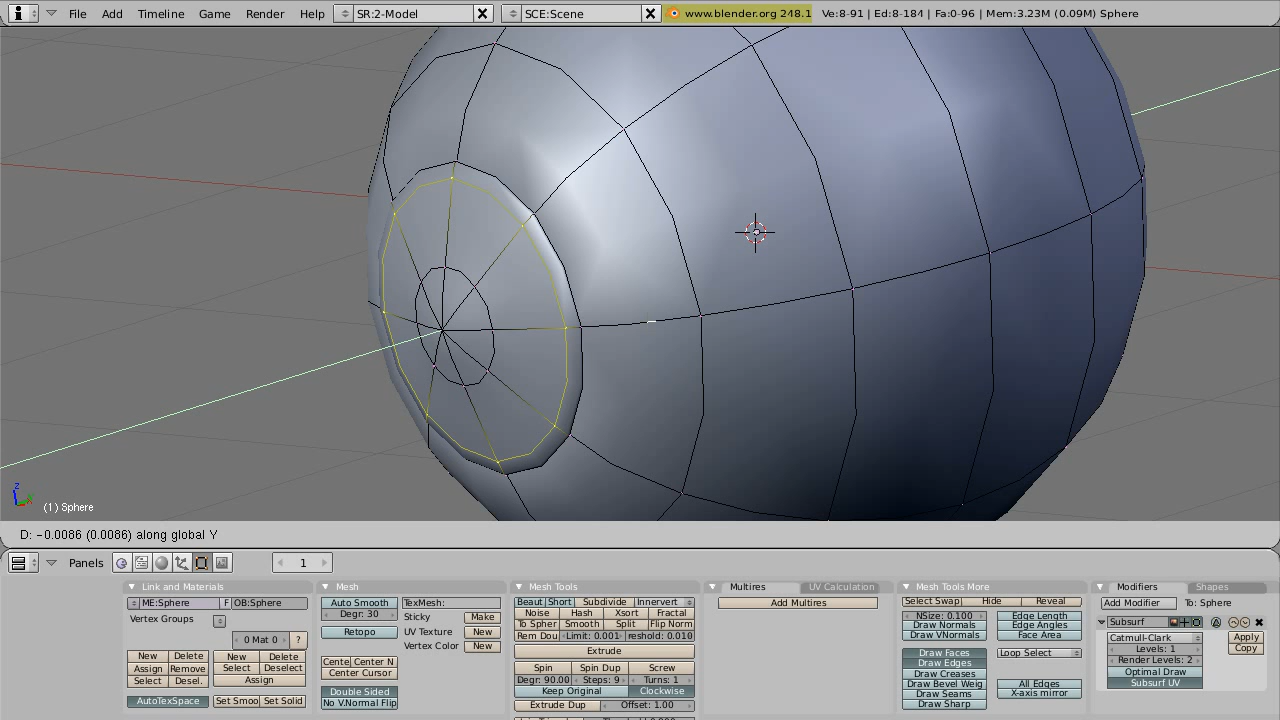 File Add Timeline Game Render Help SR:2-Model SCE:Scene www.blender.org 248.1 Ve:8-91 | Ed:8-184 | Fa:0-96 | Mem:3.23M (0.09M) Sphere
z
(1) Sphere
D: -0.0086 (0.0086) along global Y
Panels 1
Link and Materials
ME:Sphere F OB:Sphere
Vertex Groups
0 Mat 0 ?
New Delete New Delete
Assign Remove Select Deselect
Select Desel. Assign
AutoTexSpace Set Smoo Set Solid
Mesh
Auto Smooth TexMesh:
Degr: 30 Sticky Make
Retopo UV Texture New
Vertex Color New
Cente Center N
Center Cursor
Double Sided
No V.Normal Flip
Mesh Tools
Beaut Short Subdivide Innervert
Noise Hash Xsort Fractal
To Spher Smooth Split Flip Norm
Rem Dou Limit: 0.001 reshold: 0.010
Extrude
Spin Spin Dup Screw
Degr: 90.00 Steps: 9 Turns: 1
Keep Original Clockwise
Extrude Dup Offset: 1.00
Multires UV Calculation
Add Multires
Mesh Tools More
Select Swap Hide Reveal
NSize: 0.100 Edge Length
Draw Normals Edge Angles
Draw VNormals Face Area
Draw Faces Loop Select
Draw Edges
Draw Creases
Draw Bevel Weig All Edges
Draw Seams X-axis mirror
Draw Sharp
Modifiers Shapes
Add Modifier To: Sphere
Subsurf
Catmull-Clark Apply
Levels: 1 Copy
Render Levels: 2
Optimal Draw
Subsurf UV